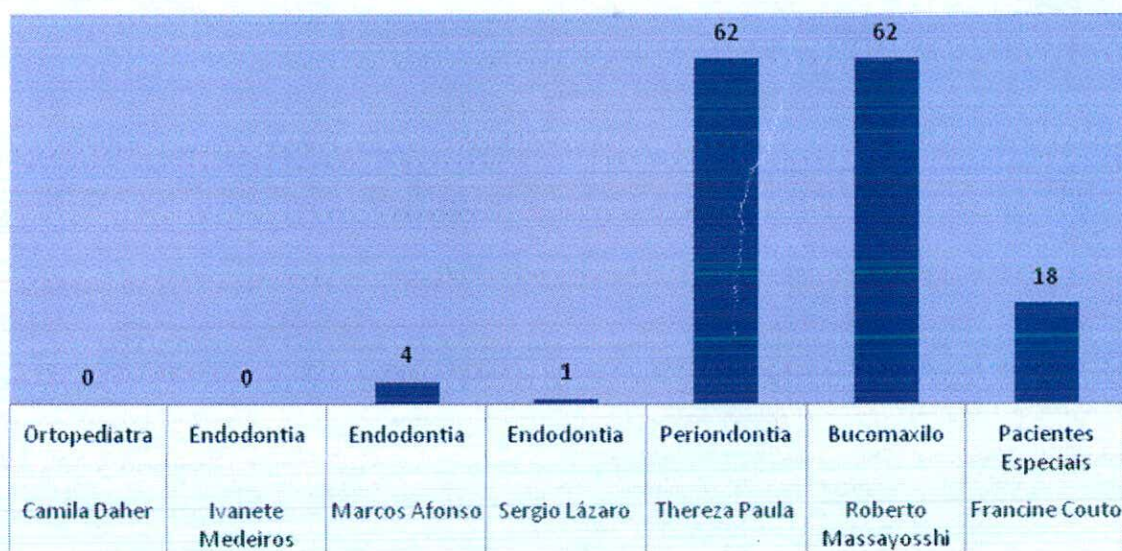 0
0
4
1
62
62
18
Ortopediatra
Endodontia
Endodontia
Endodontia
Periondontia
Bucomaxilo
Pacientes
Especiais
Camila Daher
Ivanete
Medeiros
Marcos Afonso
Sergio Lázaro
Thereza Paula
Roberto
Massayosshi
Francine Couto